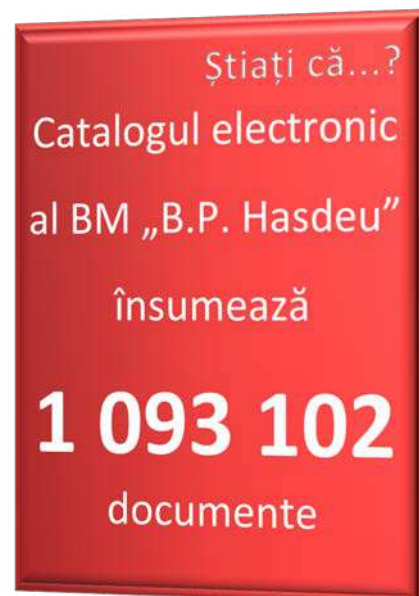 Știați că...?
Catalogul electronic
al BM „B.P. Hasdeu”
însumează
1 093 102
documente